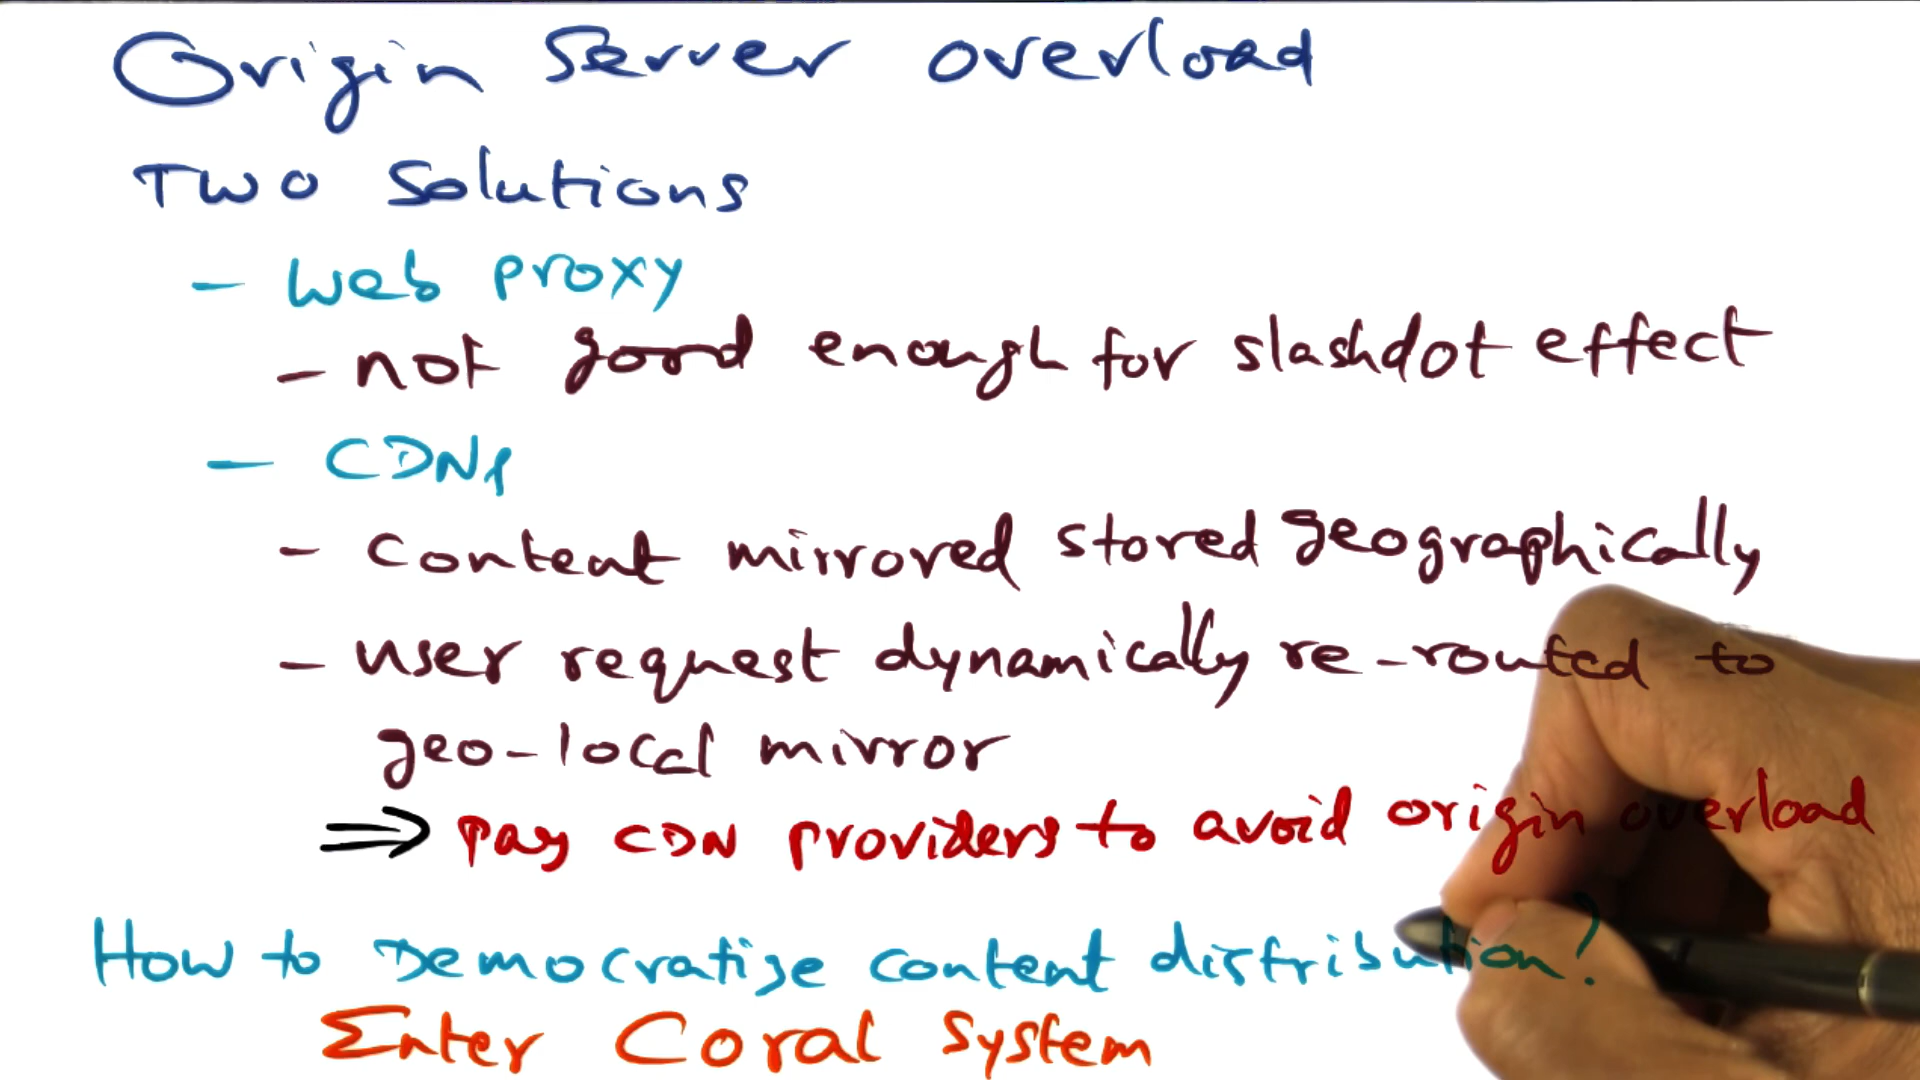 Origin Server overload
Two Solutions
- Web proxy
- not good enough for slashdot effect
- CDNs
- Content mirrored stored geographically
- user request dynamically re-routed to
geo-local mirror
⇒ Pay CDN providers to avoid origin overload
How to Democratize content distribution?
Enter Coral System